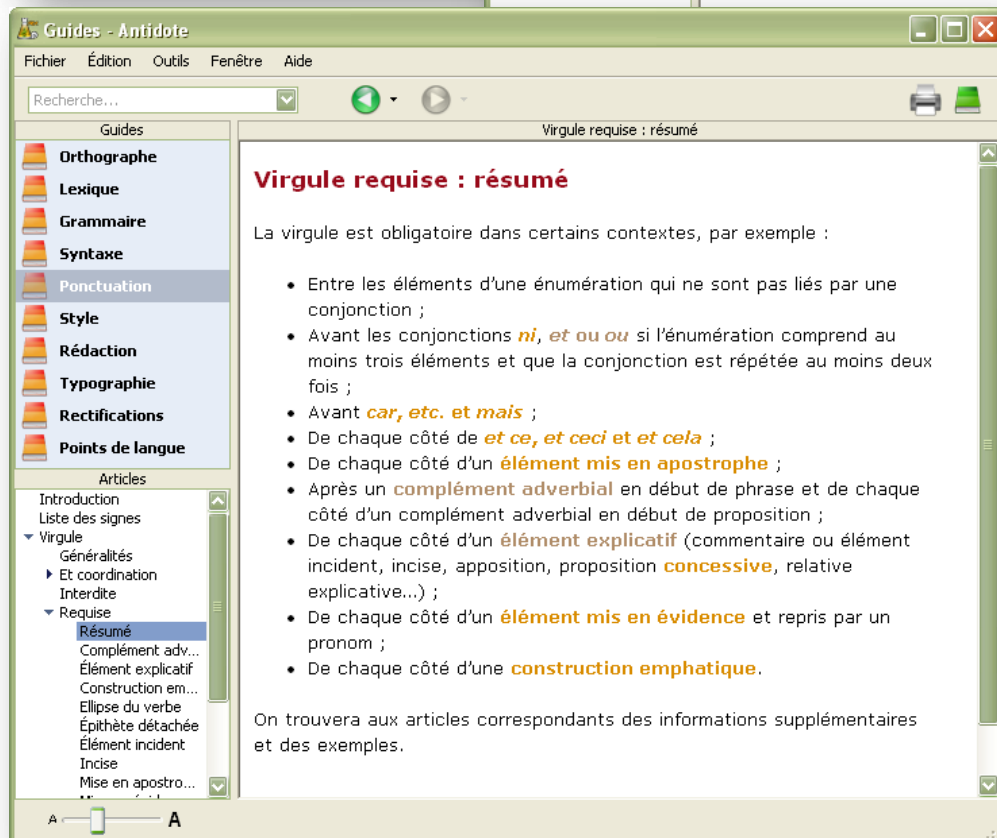 Guides - Antidote
Fichier Édition Outils Fenêtre Aide
Recherche...
Guides
Orthographe
Lexique
Grammaire
Syntaxe
Ponctuation
Style
Rédaction
Typographie
Rectifications
Points de langue
Articles
Introduction
Liste des signes
Virgule
Généralités
Et coordination
Interdite
Requise
Résumé
Complément adv...
Élément explicatif
Construction em...
Ellipse du verbe
Épithète détachée
Élément incident
Incise
Mise en apostro...
A A
Virgule requise : résumé
Virgule requise : résumé
La virgule est obligatoire dans certains contextes, par exemple :
• Entre les éléments d'une énumération qui ne sont pas liés par une
conjonction ;
• Avant les conjonctions ni, et ou ou si l'énumération comprend au
moins trois éléments et que la conjonction est répétée au moins deux
fois ;
• Avant car, etc. et mais ;
• De chaque côté de et ce, et ceci et et cela ;
• De chaque côté d'un élément mis en apostrophe ;
• Après un complément adverbial en début de phrase et de chaque
côté d'un complément adverbial en début de proposition ;
• De chaque côté d'un élément explicatif (commentaire ou élément
incident, incise, apposition, proposition concessive, relative
explicative...) ;
• De chaque côté d'un élément mis en évidence et repris par un
pronom ;
• De chaque côté d'une construction emphatique.
On trouvera aux articles correspondants des informations supplémentaires
et des exemples.